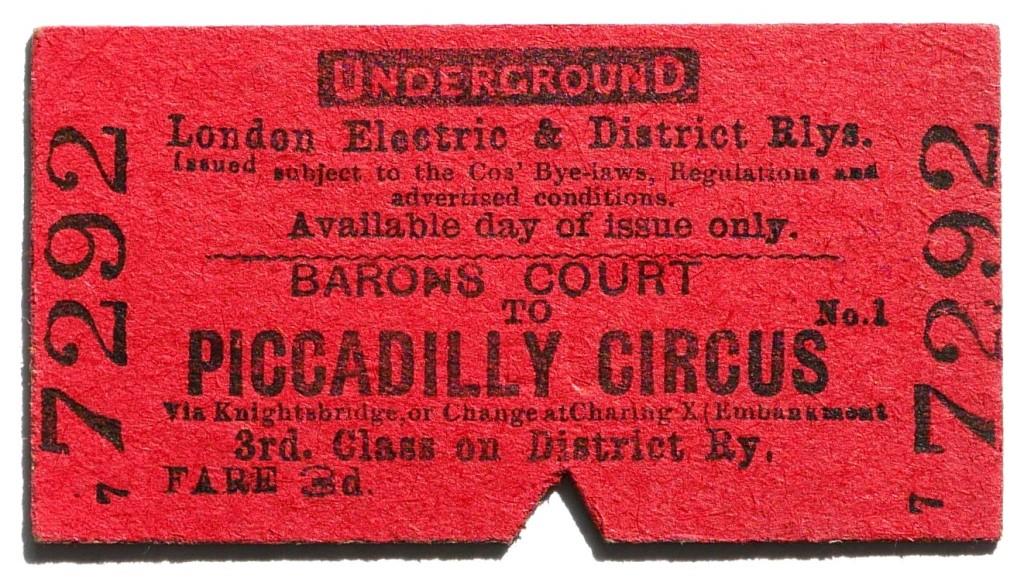 UNDERGROUND
London Electric & District Rlys.
Issued subject to the Cos' Bye-laws, Regulations and
advertised conditions.
Available day of issue only.
BARONS COURT
TO
No.1
PICCADILLY CIRCUS
Via Knightsbridge, or Change at Charing X (Embankment
3rd. Class on District Ry.
FARE 3d.
7292
7
7292
7